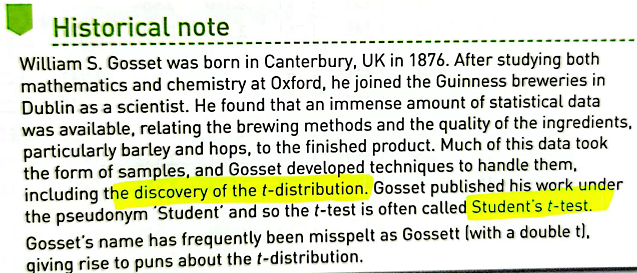 Historical note
William S. Gosset was born in Canterbury, UK in 1876. After studying both
mathematics and chemistry at Oxford, he joined the Guinness breweries in
Dublin as a scientist. He found that an immense amount of statistical data
was available, relating the brewing methods and the quality of the ingredients,
particularly barley and hops, to the finished product. Much of this data took
the form of samples, and Gosset developed techniques to handle them,
including the discovery of the t-distribution. Gosset published his work under
the pseudonym ‘Student’ and so the t-test is often called Student’s t-test.
Gosset’s name has frequently been misspelt as Gossett (with a double t),
giving rise to puns about the t-distribution.